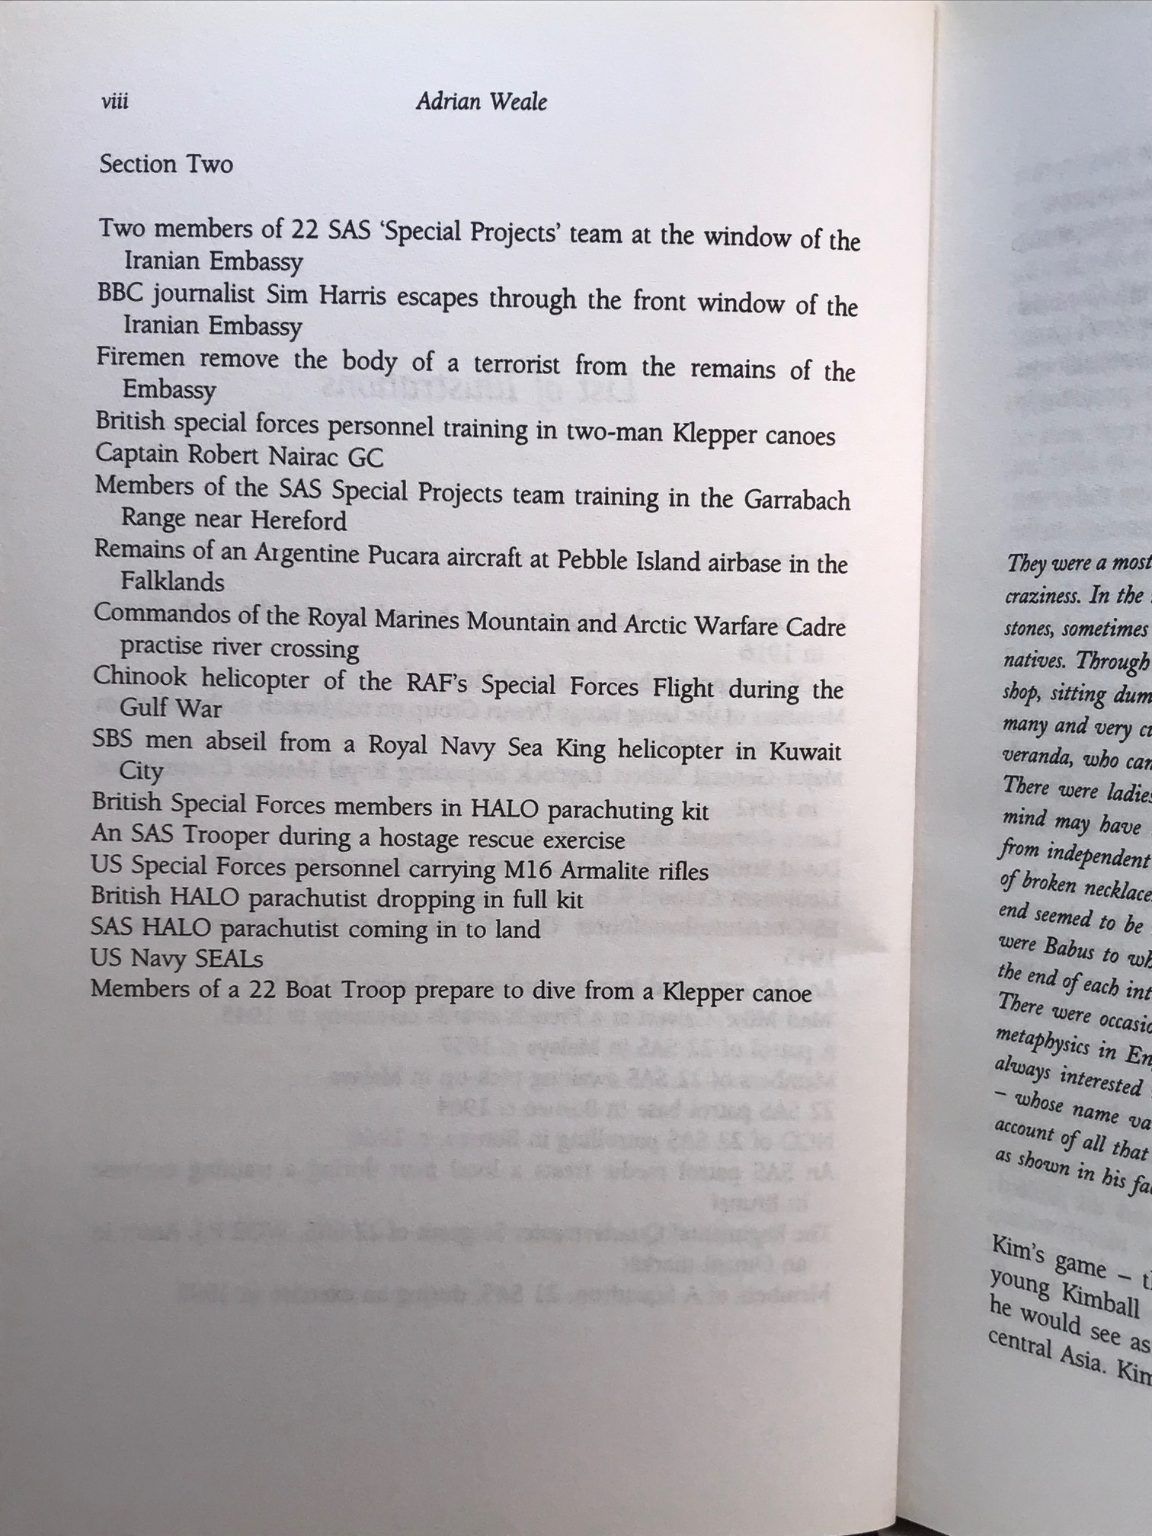 viii Adrian Weale
Section Two
Two members of 22 SAS ‘Special Projects’ team at the window of the
Iranian Embassy
BBC journalist Sim Harris escapes through the front window of the
Iranian Embassy
Firemen remove the body of a terrorist from the remains of the
Embassy
British special forces personnel training in two-man Klepper canoes
Captain Robert Nairac GC
Members of the SAS Special Projects team training in the Garrabach
Range near Hereford
Remains of an Argentine Pucara aircraft at Pebble Island airbase in the
Falklands
Commandos of the Royal Marines Mountain and Arctic Warfare Cadre
practise river crossing
Chinook helicopter of the RAF’s Special Forces Flight during the
Gulf War
SBS men abseil from a Royal Navy Sea King helicopter in Kuwait
City
British Special Forces members in HALO parachuting kit
An SAS Trooper during a hostage rescue exercise
US Special Forces personnel carrying M16 Armalite rifles
British HALO parachutist dropping in full kit
SAS HALO parachutist coming in to land
US Navy SEALs
Members of a 22 Boat Troop prepare to dive from a Klepper canoe
They were a most
craziness. In the
stones, sometimes
natives. Through
shop, sitting dum
many and very
veranda, who
There were
mind may have
from independent
of broken
end seemed to be
were Babus to
the end of each
There were
metaphysics in
always interested
– whose name
account of all that
as shown in his
Kim’s game –
young Kimball
he would see as
central Asia.